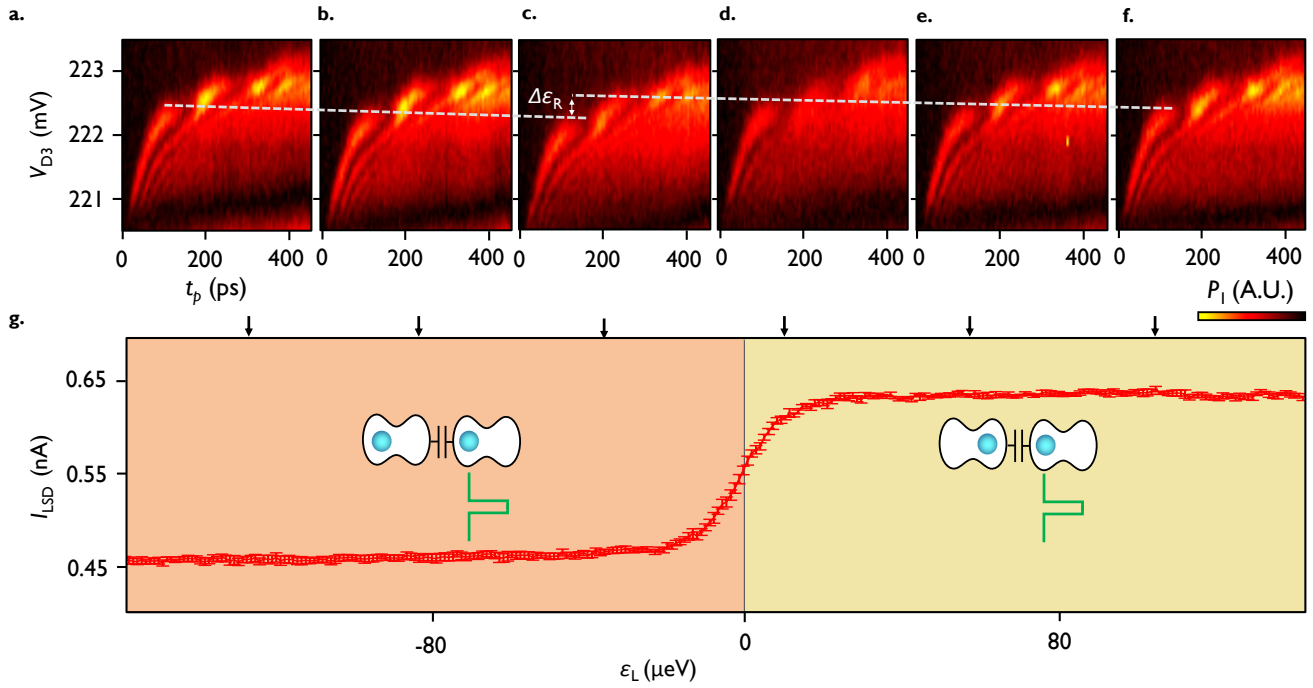 a. b. c. d. e. f.
V_D3 (mV)
223
222
221
Δε_R
0 200 400 0 200 400 0 200 400 0 200 400 0 200 400 0 200 400
t_p (ps)
P_I (A.U.)
g.
I_LSD (nA)
0.65
0.55
0.45
-80 0 80
ε_L (μeV)